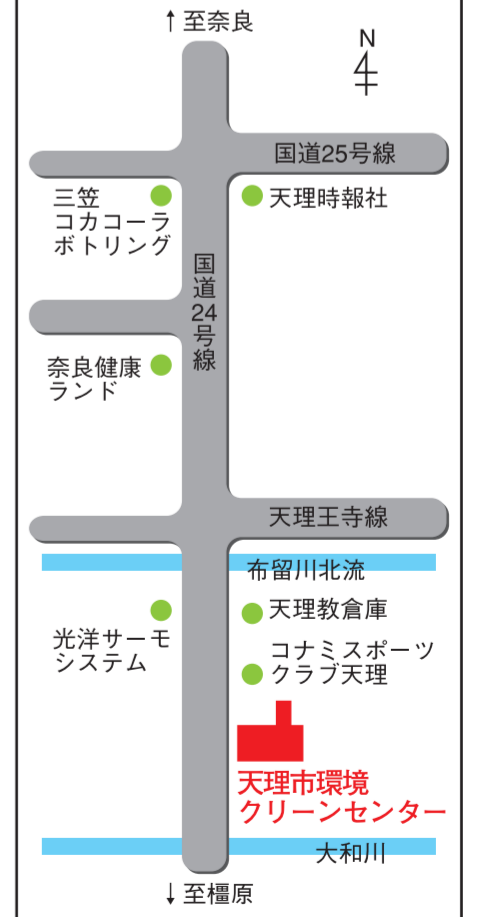 ↑至奈良
N
国道25号線
三笠
コカコーラ
ボトリング
天理時報社
国道24号線
奈良健康
ランド
天理王寺線
布留川北流
天理教倉庫
光洋サーモ
システム
コナミスポーツ
クラブ天理
天理市環境
クリーンセンター
大和川
↓至橿原